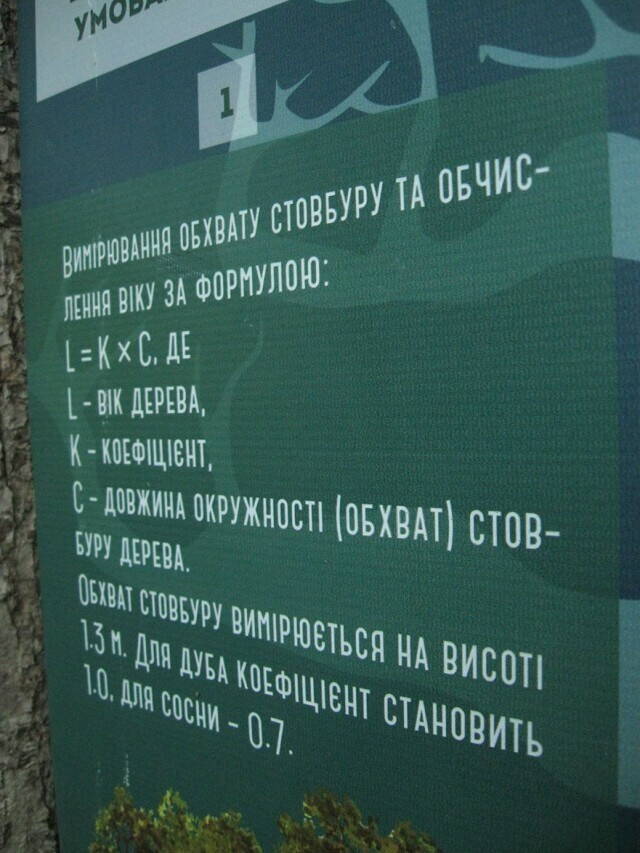 1
Вимірювання обхвату стовбуру та обчис-
лення віку за формулою:
L = K × C, де
L - вік дерева,
K - коефіцієнт,
C - довжина окружності (обхват) стов-
буру дерева.
Обхват стовбуру вимірюється на висоті
1.3 м. Для дуба коефіцієнт становить
1.0, для сосни - 0.7.